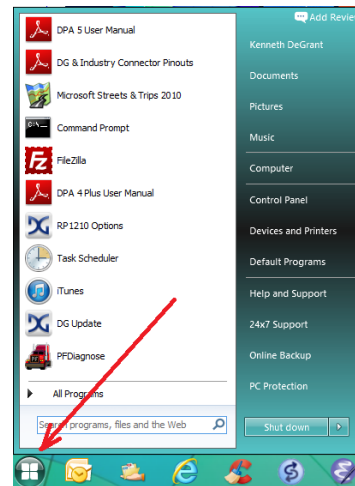 DPA 5 User Manual
DG & Industry Connector Pinouts
Microsoft Streets & Trips 2010
Command Prompt
FileZilla
DPA 4 Plus User Manual
RP1210 Options
Task Scheduler
iTunes
DG Update
PFDiagnose
All Programs
Search programs, files and the Web
Add Revie
Kenneth DeGrant
Documents
Pictures
Music
Computer
Control Panel
Devices and Printers
Default Programs
Help and Support
24x7 Support
Online Backup
PC Protection
Shut down